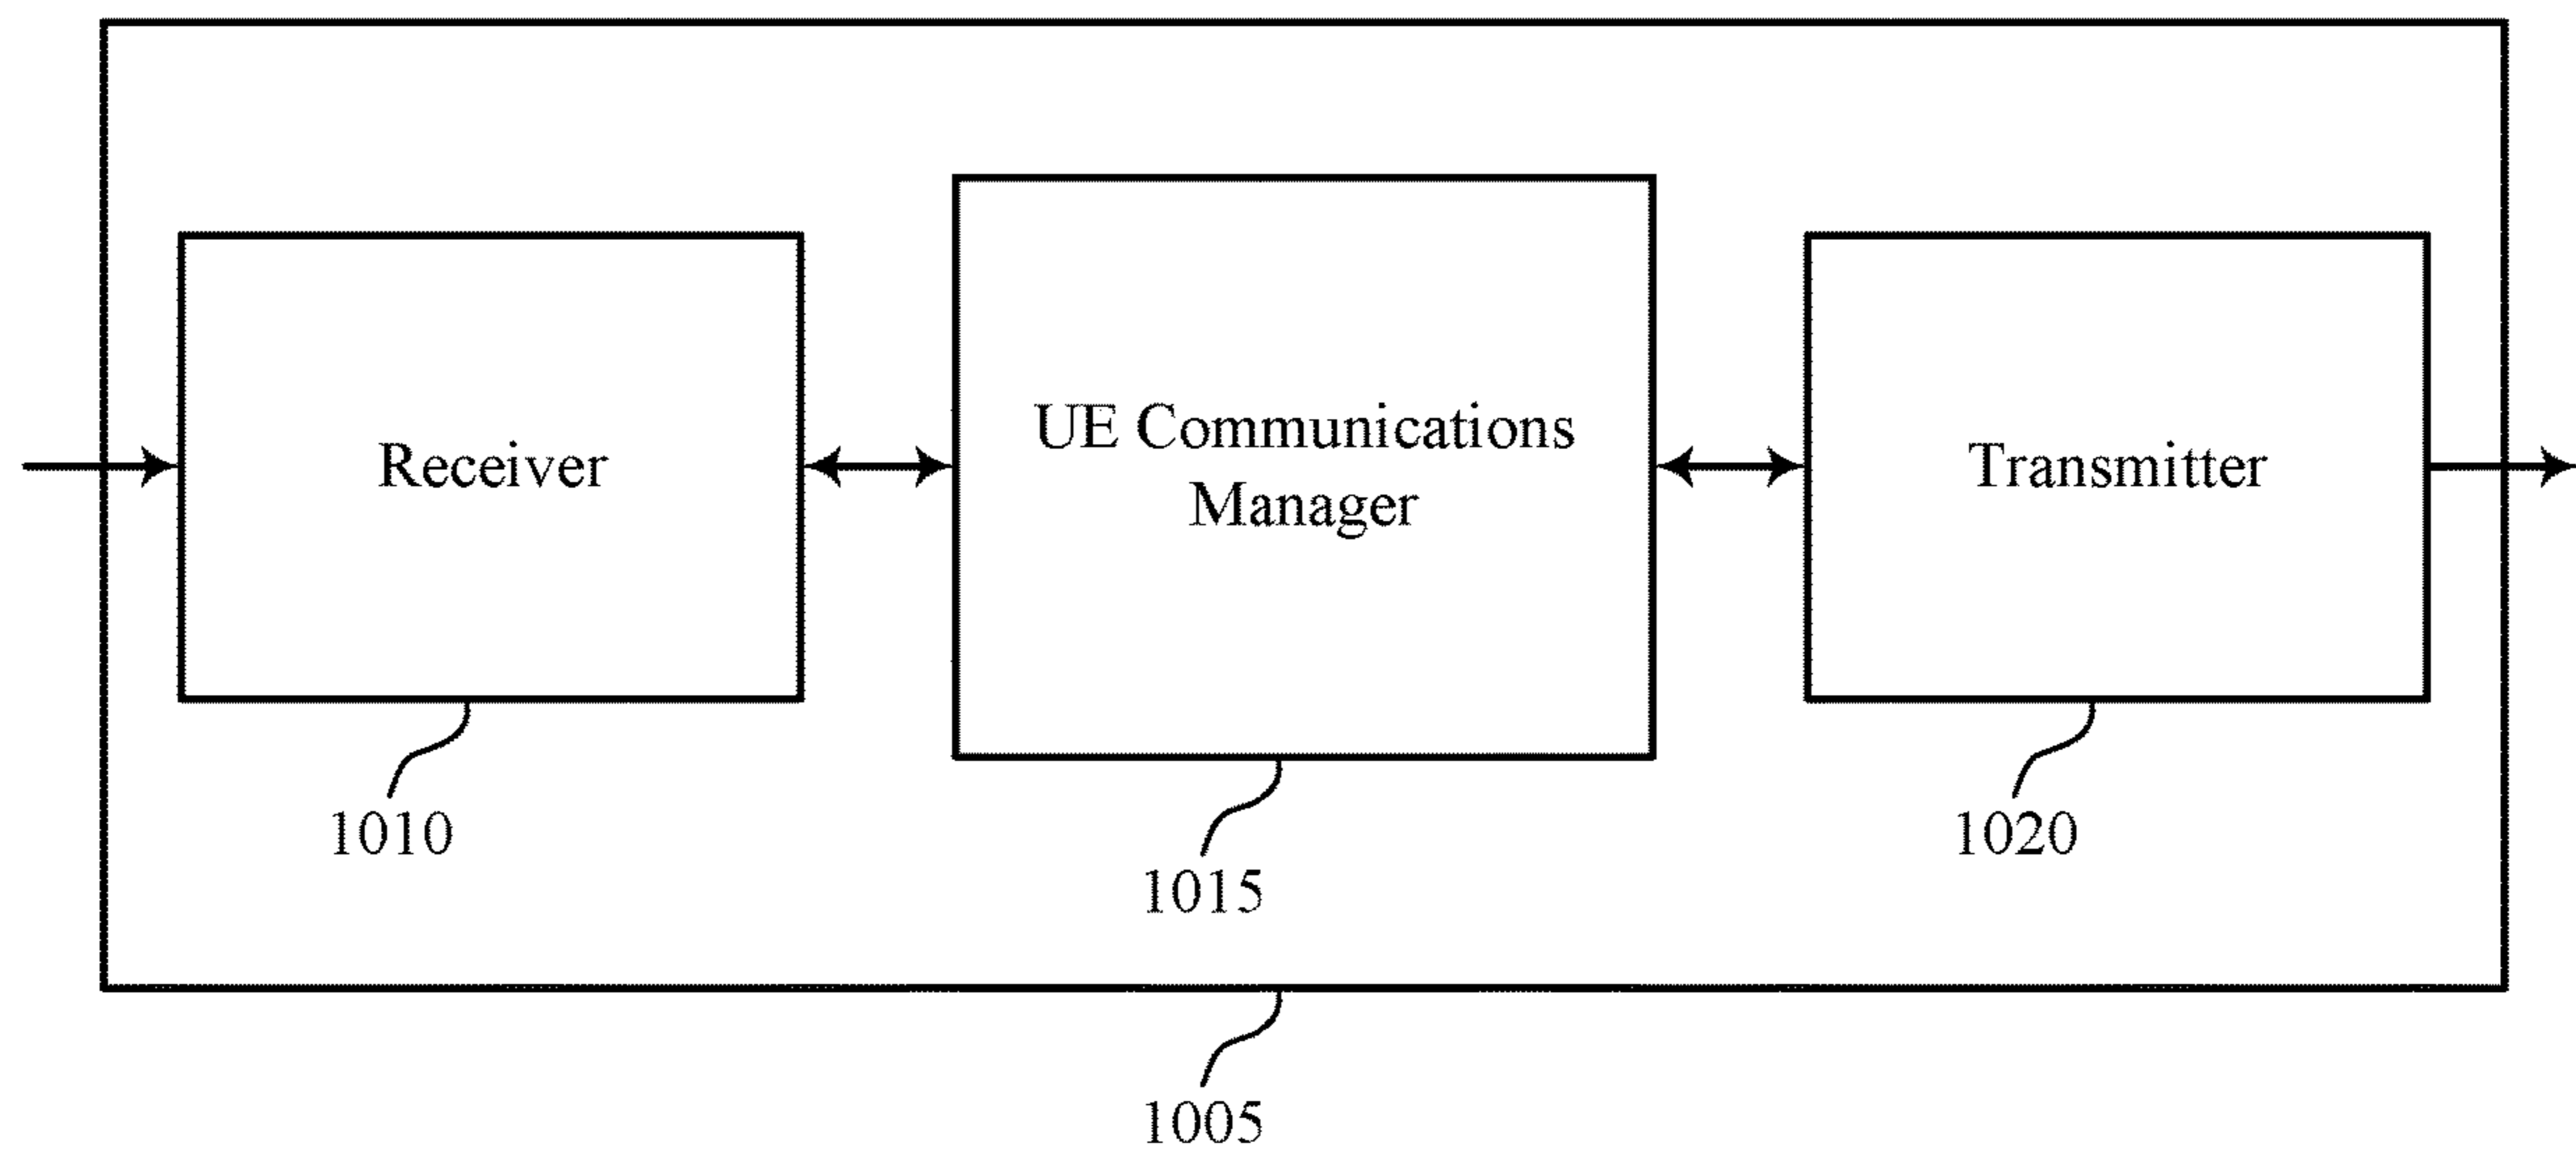 Receiver
UE Communications
Manager
Transmitter
1010
1015
1020
1005